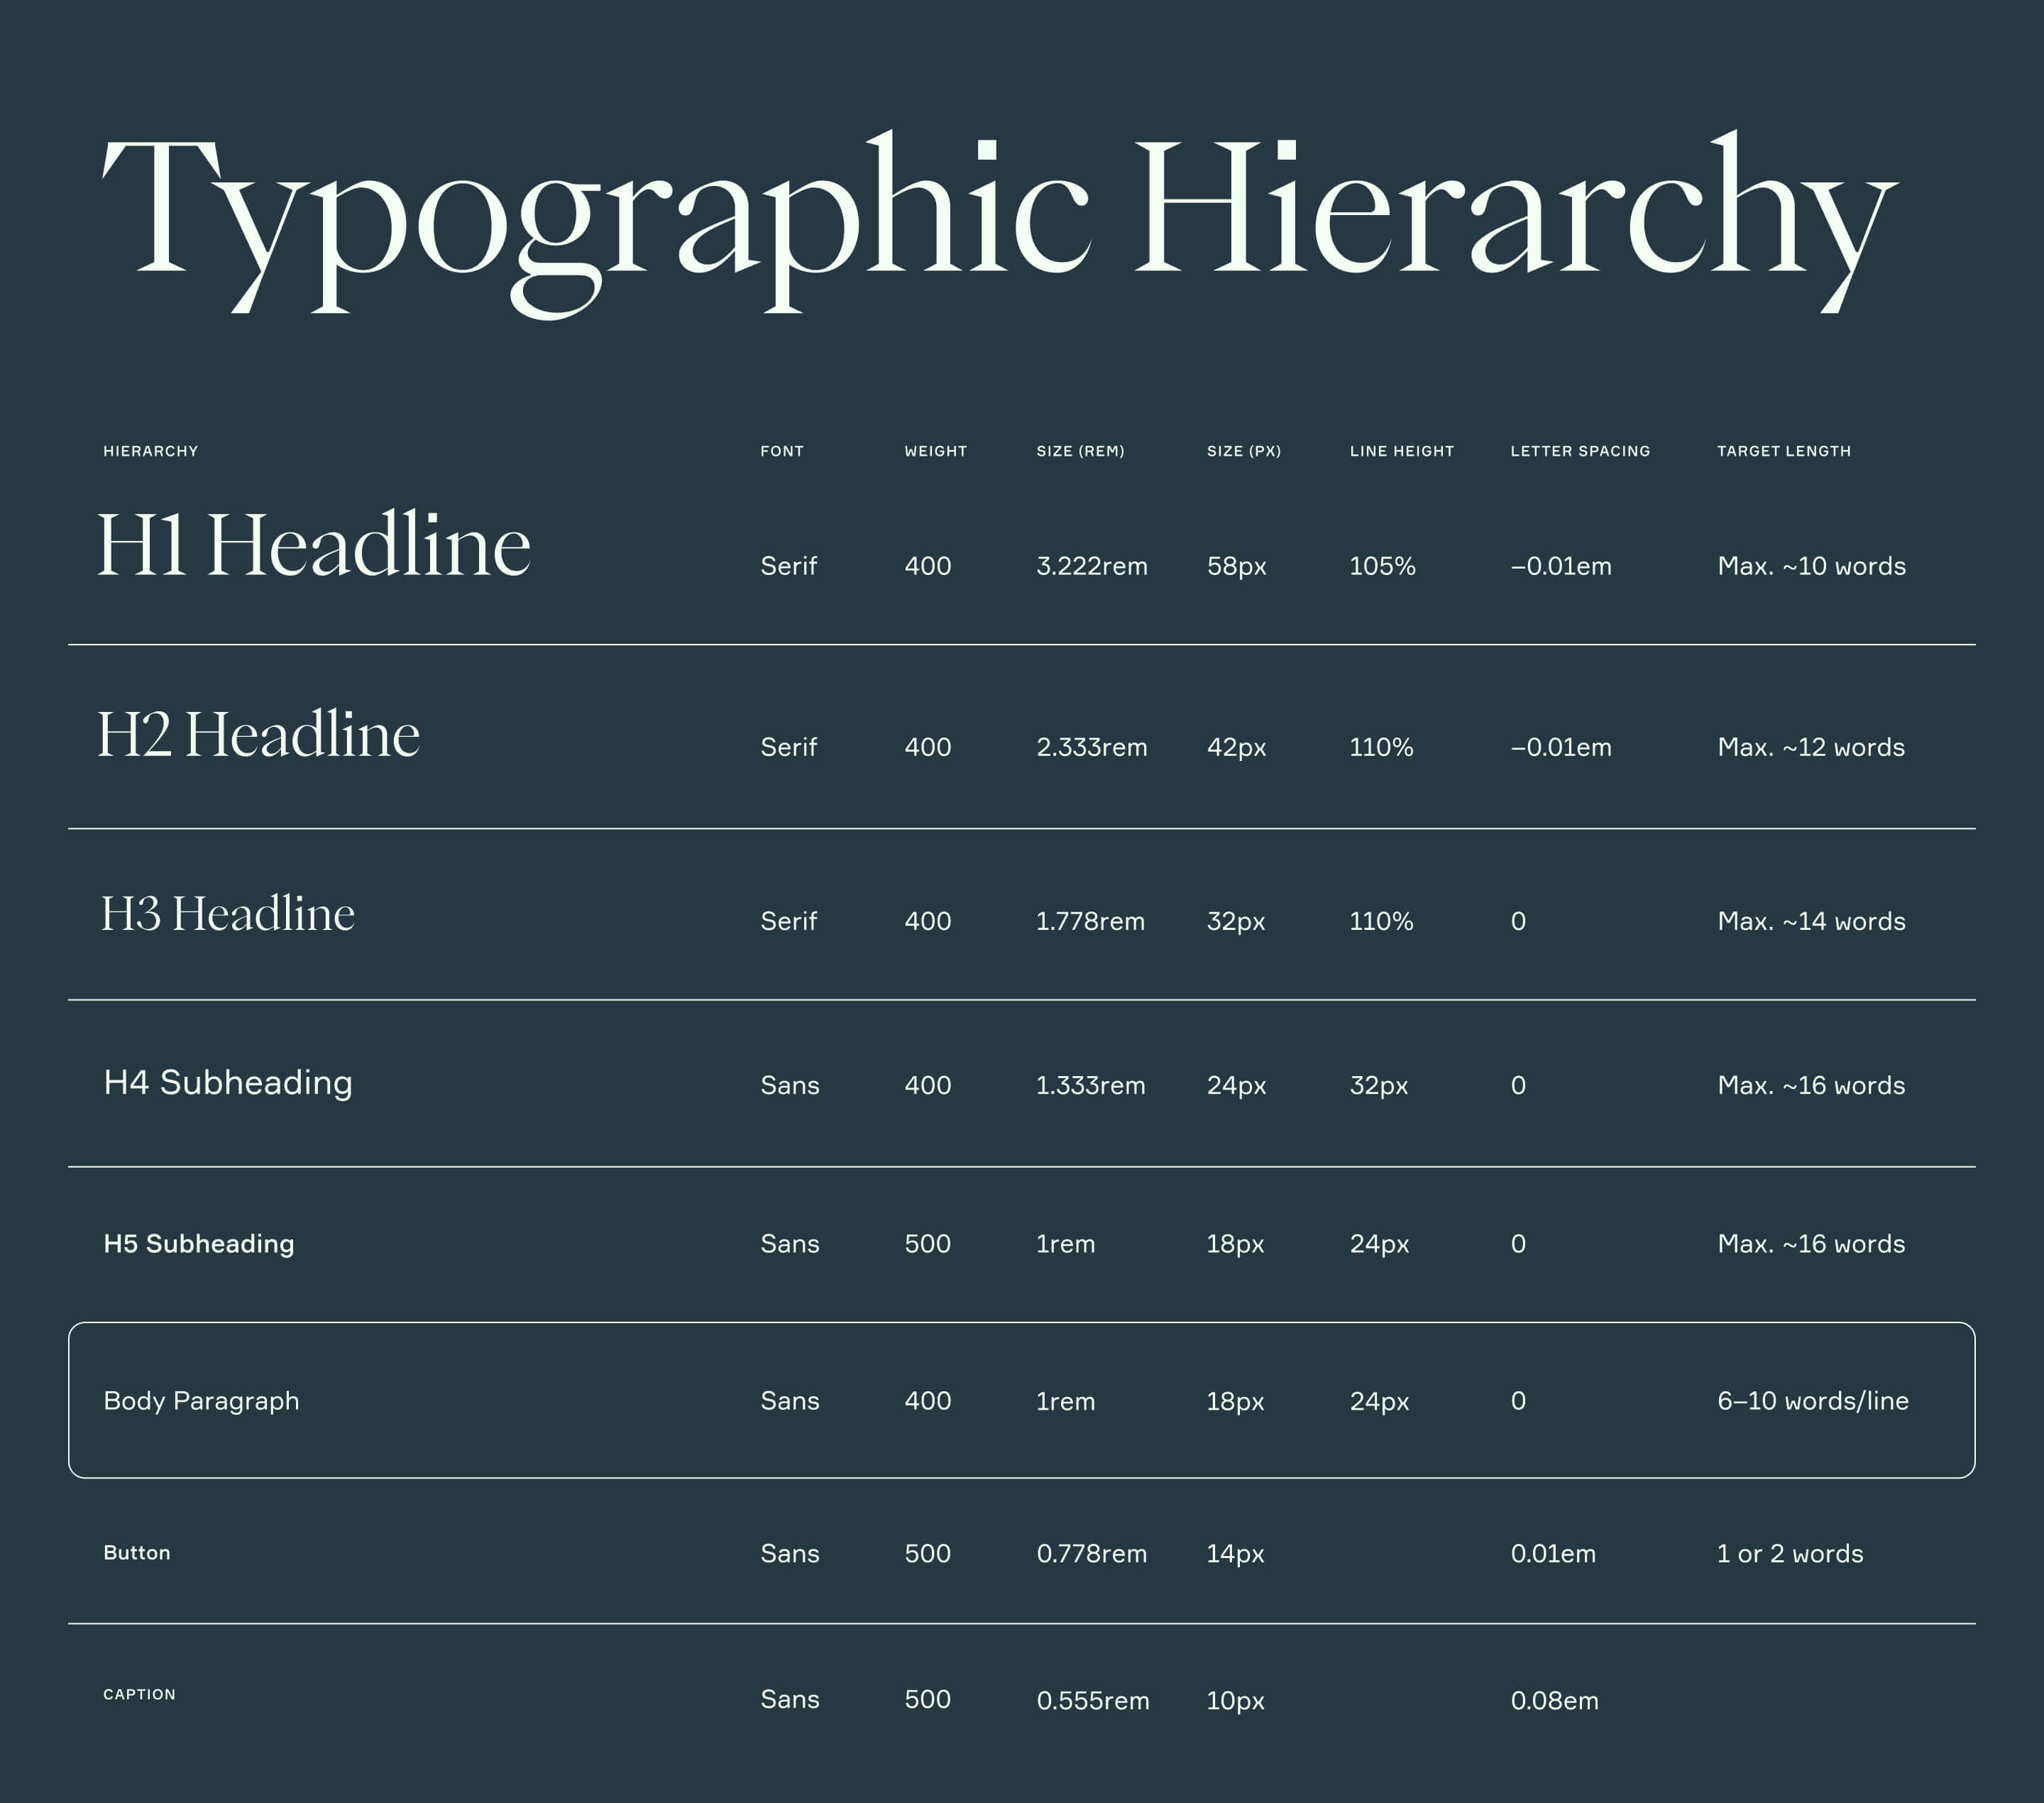 Typographic Hierarchy
HIERARCHY FONT WEIGHT SIZE (REM) SIZE (PX) LINE HEIGHT LETTER SPACING TARGET LENGTH
H1 Headline Serif 400 3.222rem 58px 105% –0.01em Max. ~10 words
H2 Headline Serif 400 2.333rem 42px 110% –0.01em Max. ~12 words
H3 Headline Serif 400 1.778rem 32px 110% 0 Max. ~14 words
H4 Subheading Sans 400 1.333rem 24px 32px 0 Max. ~16 words
H5 Subheading Sans 500 1rem 18px 24px 0 Max. ~16 words
Body Paragraph Sans 400 1rem 18px 24px 0 6–10 words/line
Button Sans 500 0.778rem 14px 0.01em 1 or 2 words
CAPTION Sans 500 0.555rem 10px 0.08em